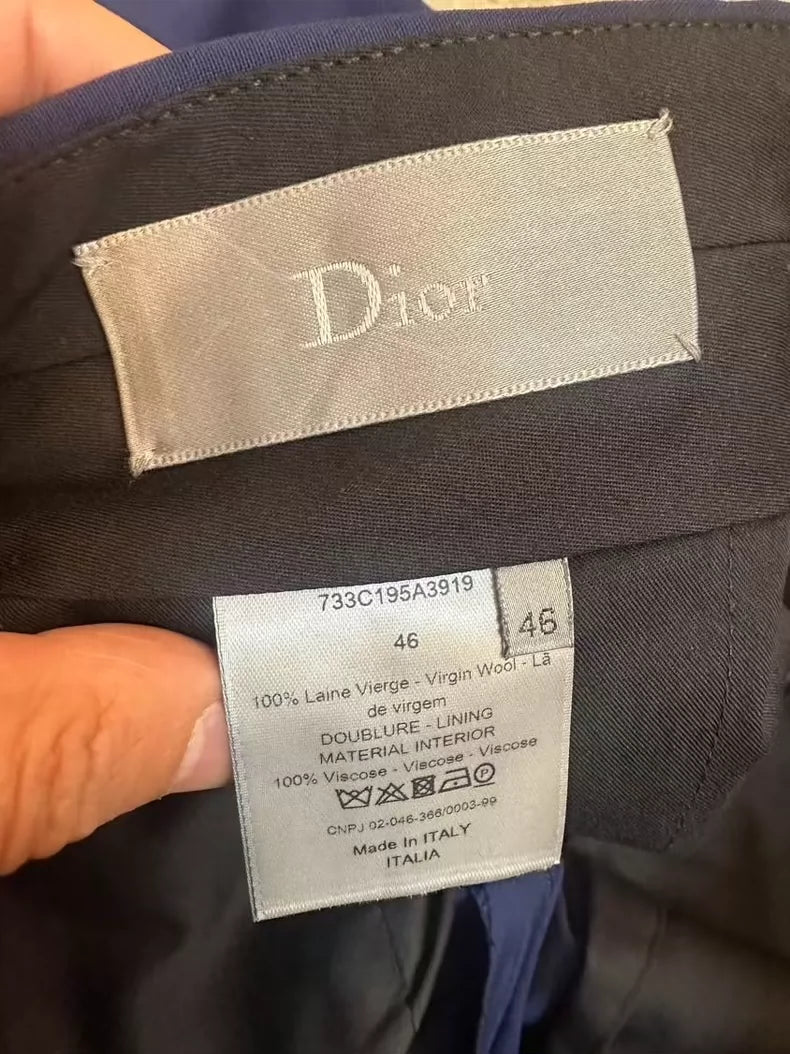 Dior
733C195A3919
46
46
100% Laine Vierge - Virgin Wool - Lã
de virgem
DOUBLURE - LINING
MATERIAL INTERIOR
100% Viscose - Viscose - Viscose
P
CNPJ 02-046-366/0003-99
Made In ITALY
ITALIA